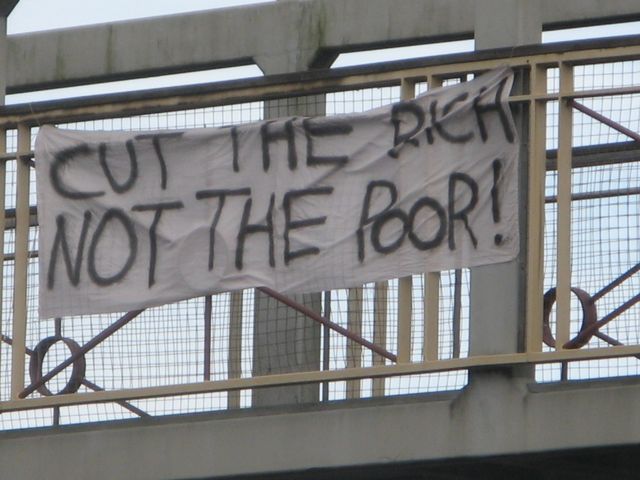 CUT THE RICH
NOT THE POOR!